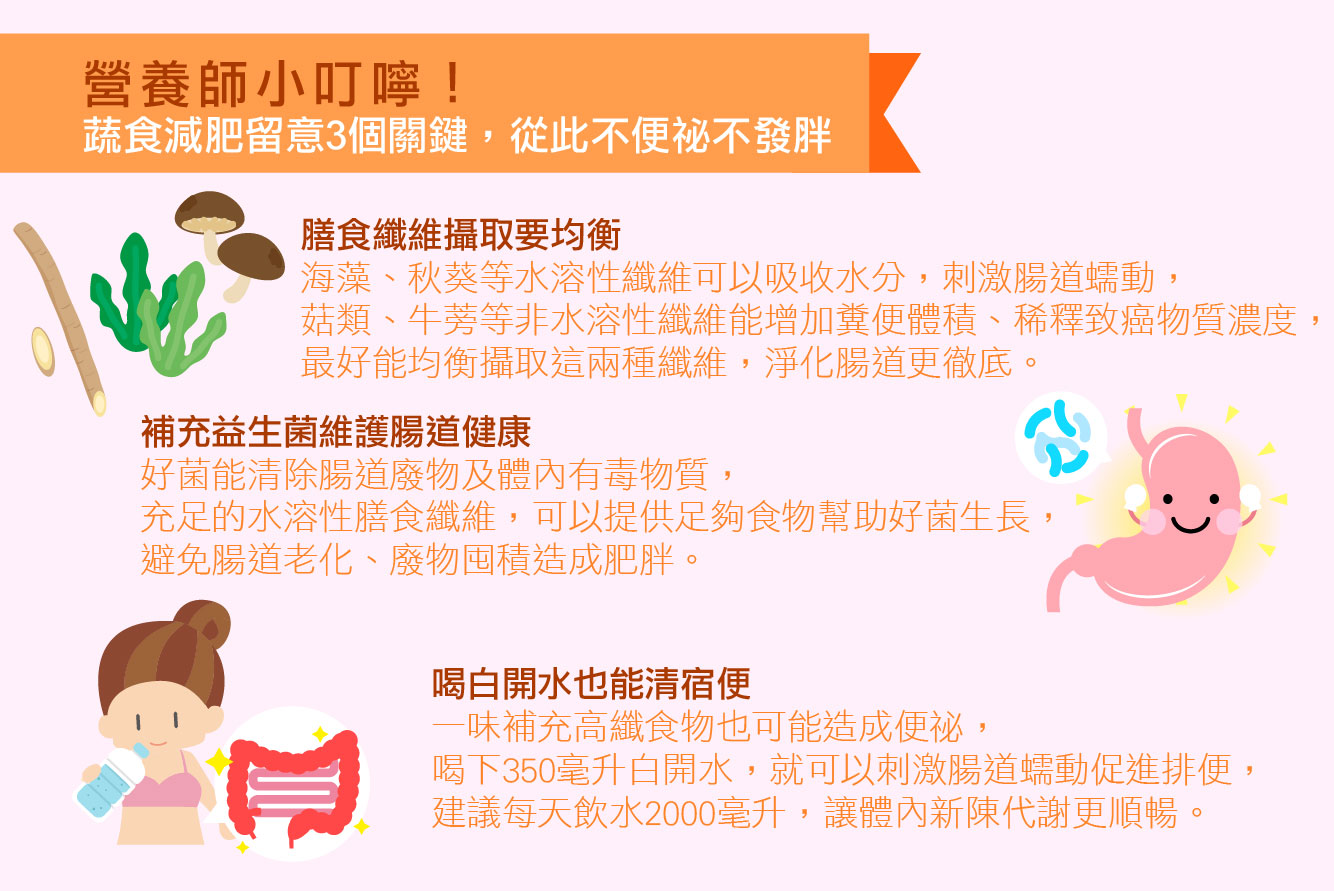 營養師小叮嚀！
蔬食減肥留意3個關鍵，從此不便祕不發胖
膳食纖維攝取要均衡
海藻、秋葵等水溶性纖維可以吸收水分，刺激腸道蠕動，
菇類、牛蒡等非水溶性纖維能增加糞便體積、稀釋致癌物質濃度，
最好能均衡攝取這兩種纖維，淨化腸道更徹底。
補充益生菌維護腸道健康
好菌能清除腸道廢物及體內有毒物質，
充足的水溶性膳食纖維，可以提供足夠食物幫助好菌生長，
避免腸道老化、廢物囤積造成肥胖。
喝白開水也能清宿便
一味補充高纖食物也可能造成便祕，
喝下350毫升白開水，就可以刺激腸道蠕動促進排便，
建議每天飲水2000毫升，讓體內新陳代謝更順暢。